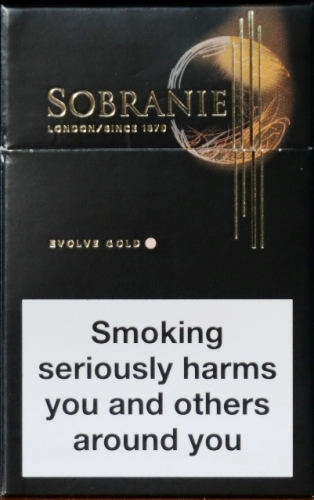 SOBRANIE
LONDON/SINCE 1879
EVOLVE GOLD
Smoking
seriously harms
you and others
around you